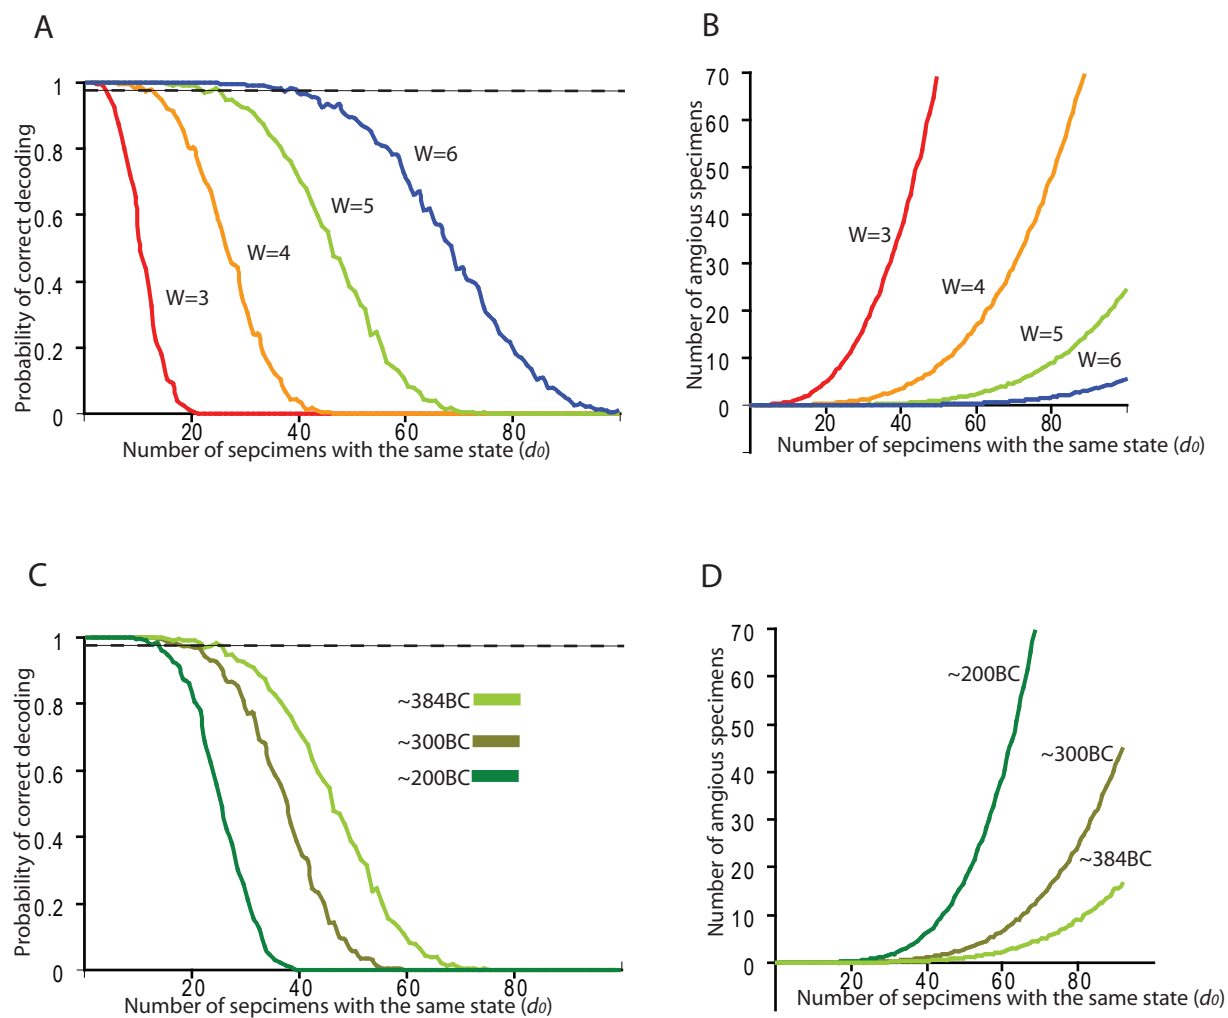 A
Probability of correct decoding
1
0.8
0.6
0.4
0.2
0
20
40
60
80
W=3
W=4
W=5
W=6
Number of sepcimens with the same state (d0)
B
Number of amgious specimens
70
60
50
40
30
20
10
0
20
40
60
80
W=3
W=4
W=5
W=6
Number of sepcimens with the same state (d0)
C
Probability of correct decoding
1
0.8
0.6
0.4
0.2
0
20
40
60
80
~384BC
~300BC
~200BC
Number of sepcimens with the same state (d0)
D
Number of amgious specimens
70
60
50
40
30
20
10
0
20
40
60
80
~200BC
~300BC
~384BC
Number of sepcimens with the same state (d0)